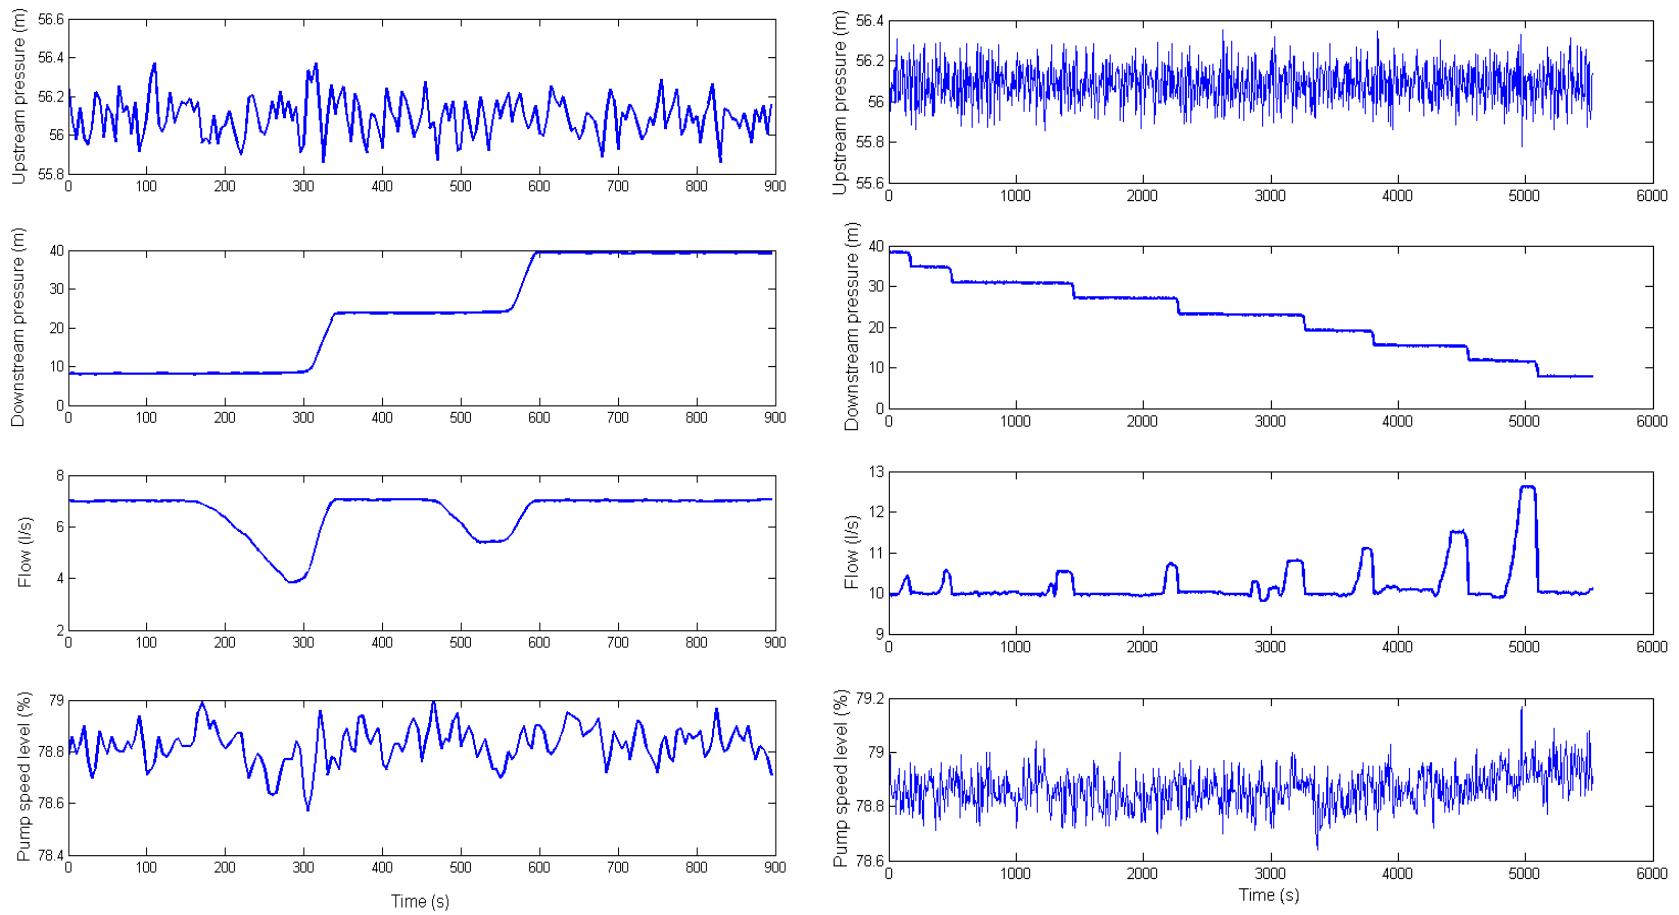 Upstream pressure (m)
56.6
56.4
56.2
56
55.8
0 100 200 300 400 500 600 700 800 900
Downstream pressure (m)
40
30
20
10
0
0 100 200 300 400 500 600 700 800 900
Flow (l/s)
8
6
4
2
0 100 200 300 400 500 600 700 800 900
Pump speed level (%)
79
78.8
78.6
78.4
0 100 200 300 400 500 600 700 800 900
Time (s)
Upstream pressure (m)
56.4
56.2
56
55.8
55.6
0 1000 2000 3000 4000 5000 6000
Downstream pressure (m)
40
30
20
10
0
0 1000 2000 3000 4000 5000 6000
Flow (l/s)
13
12
11
10
9
0 1000 2000 3000 4000 5000 6000
Pump speed level (%)
79.2
79
78.8
78.6
0 1000 2000 3000 4000 5000 6000
Time (s)